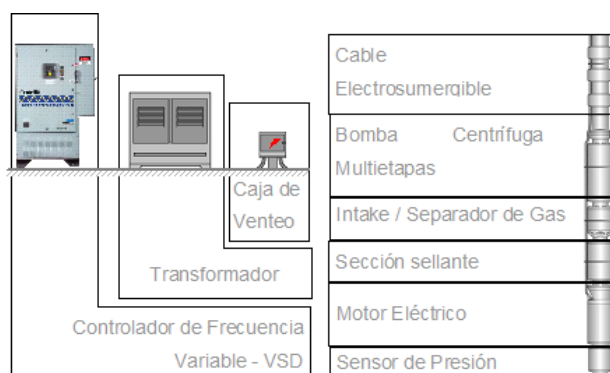 Caja de
Venteo
Transformador
Controlador de Frecuencia
Variable - VSD
Cable
Electrosumergible
Bomba Centrífuga
Multietapas
Intake / Separador de Gas
Sección sellante
Motor Eléctrico
Sensor de Presión